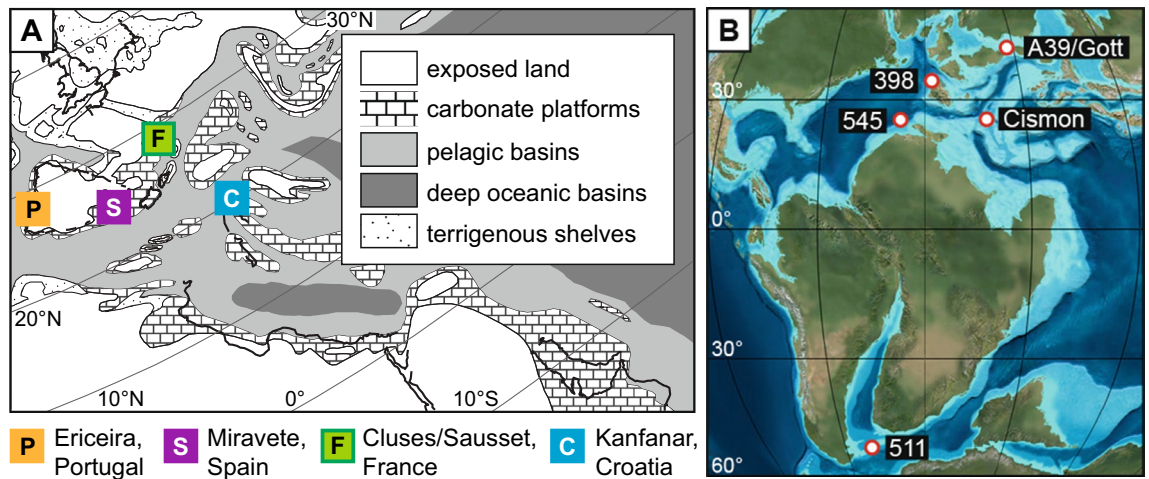 A
30°N
exposed land
carbonate platforms
pelagic basins
deep oceanic basins
terrigenous shelves
F
P
S
C
20°N
10°N
0°
10°S
P Ericeira,
Portugal
S Miravete,
Spain
F Cluses/Sausset,
France
C Kanfanar,
Croatia
B
A39/Gott
398
30°
545
Cismon
0°
30°
511
60°